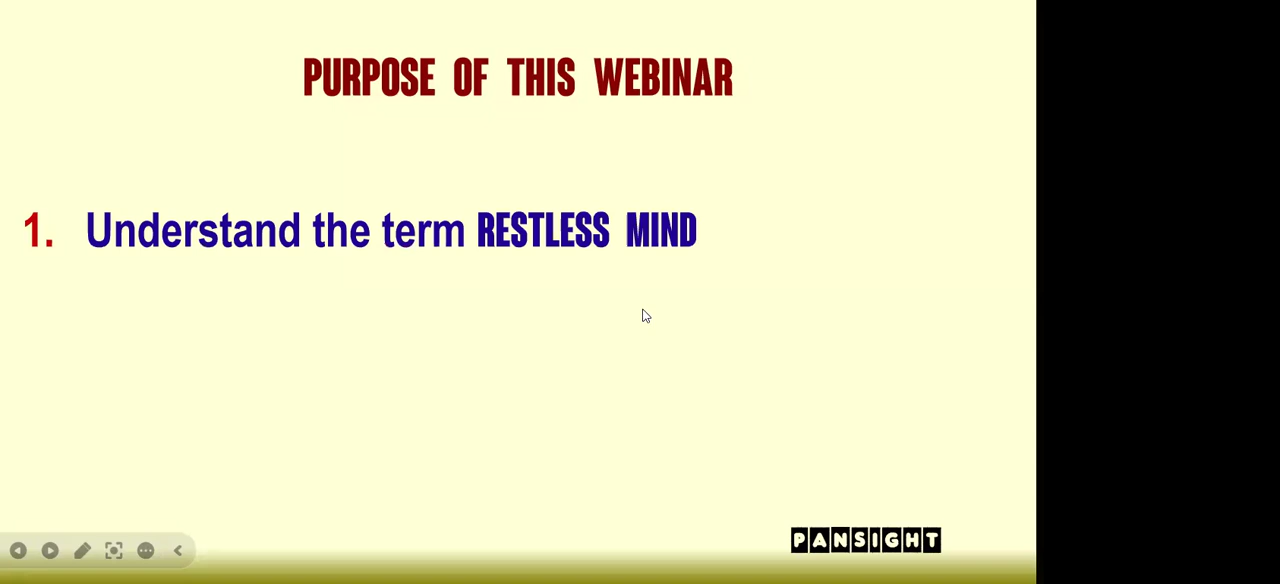 PURPOSE OF THIS WEBINAR
1. Understand the term RESTLESS MIND
PANSIGHT